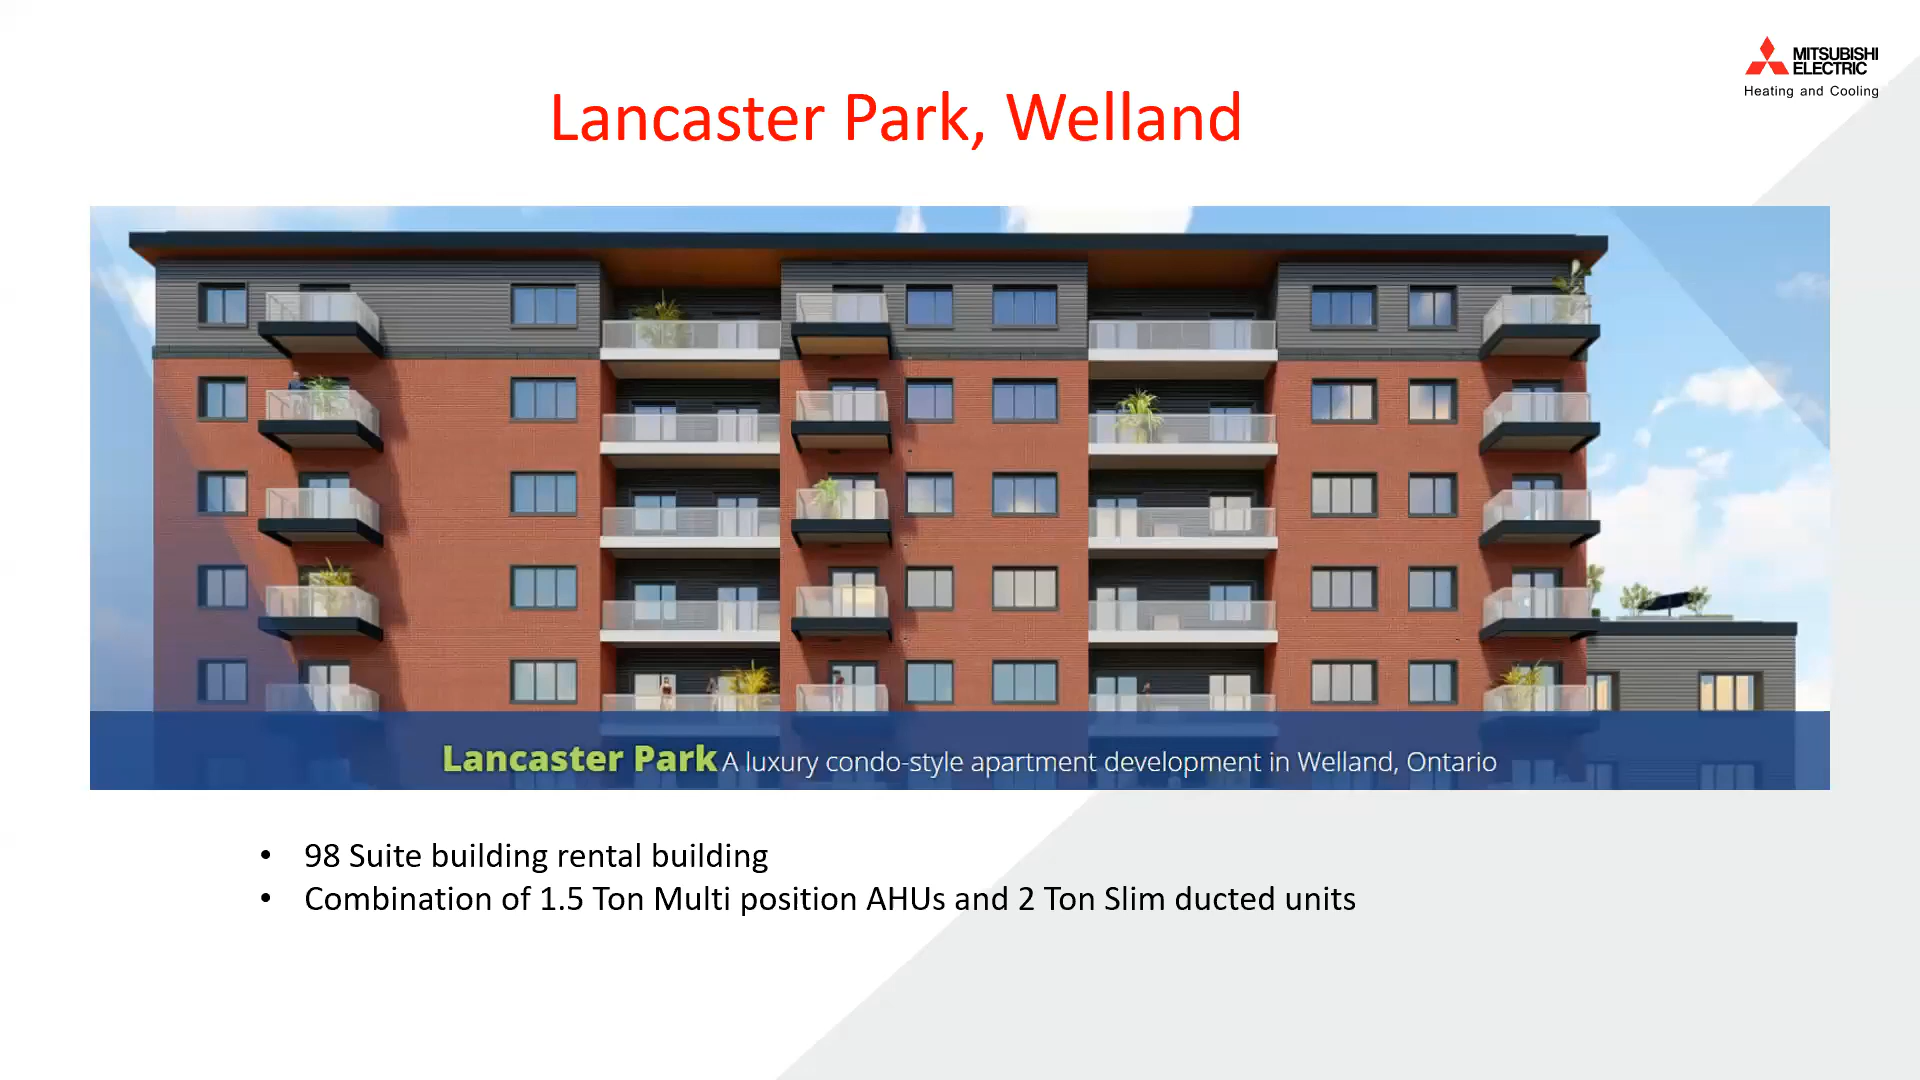 MITSUBISHI
ELECTRIC
Heating and Cooling
Lancaster Park, Welland
Lancaster Park A luxury condo-style apartment development in Welland, Ontario
• 98 Suite building rental building
• Combination of 1.5 Ton Multi position AHUs and 2 Ton Slim ducted units